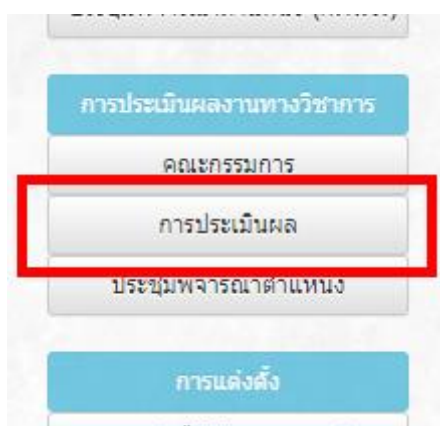 การประเมินผลงานทางวิชาการ
คณะกรรมการ
การประเมินผล
ประชุมพิจารณาตำแหน่ง
การแต่งตั้ง